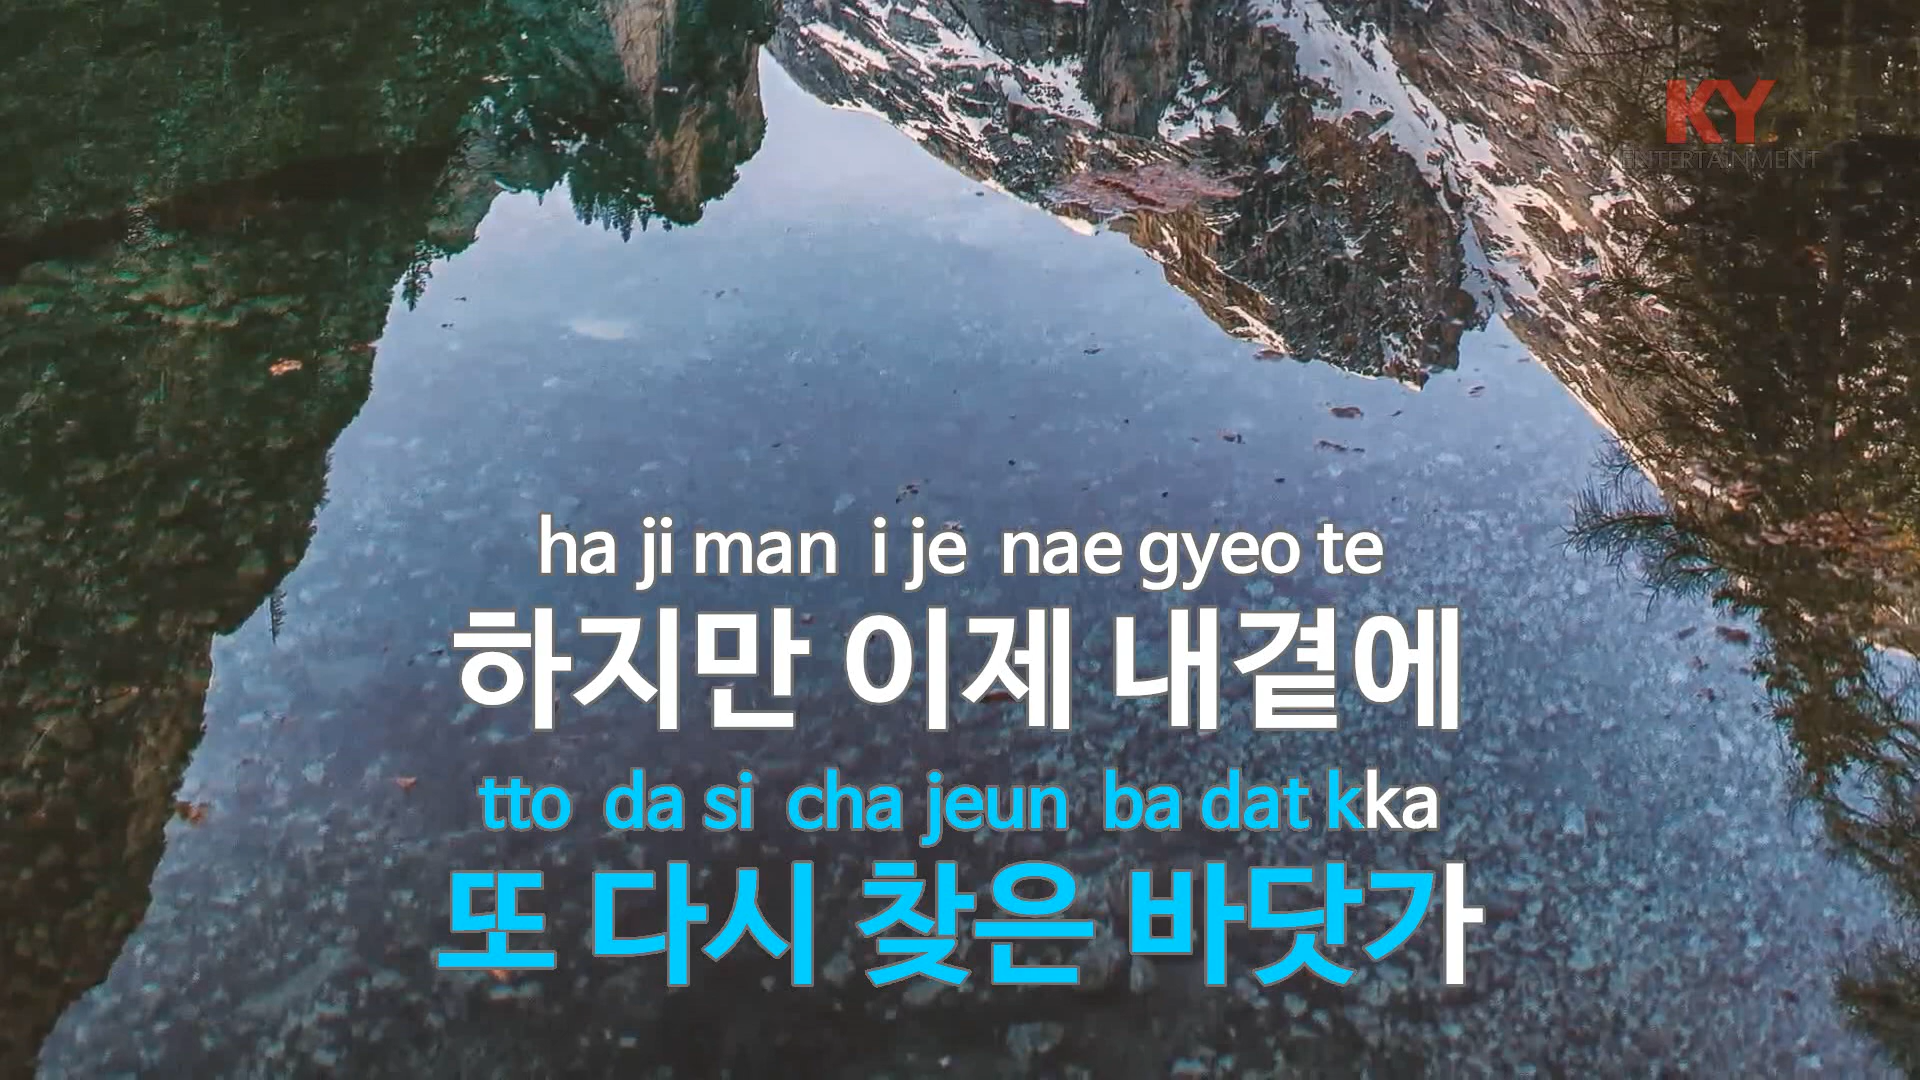 KY
ENTERTAINMENT
ha ji man i je nae gyeo te
하지만 이제 내곁에
tto da si cha jeun ba dat kka
또 다시 찾은 바닷가